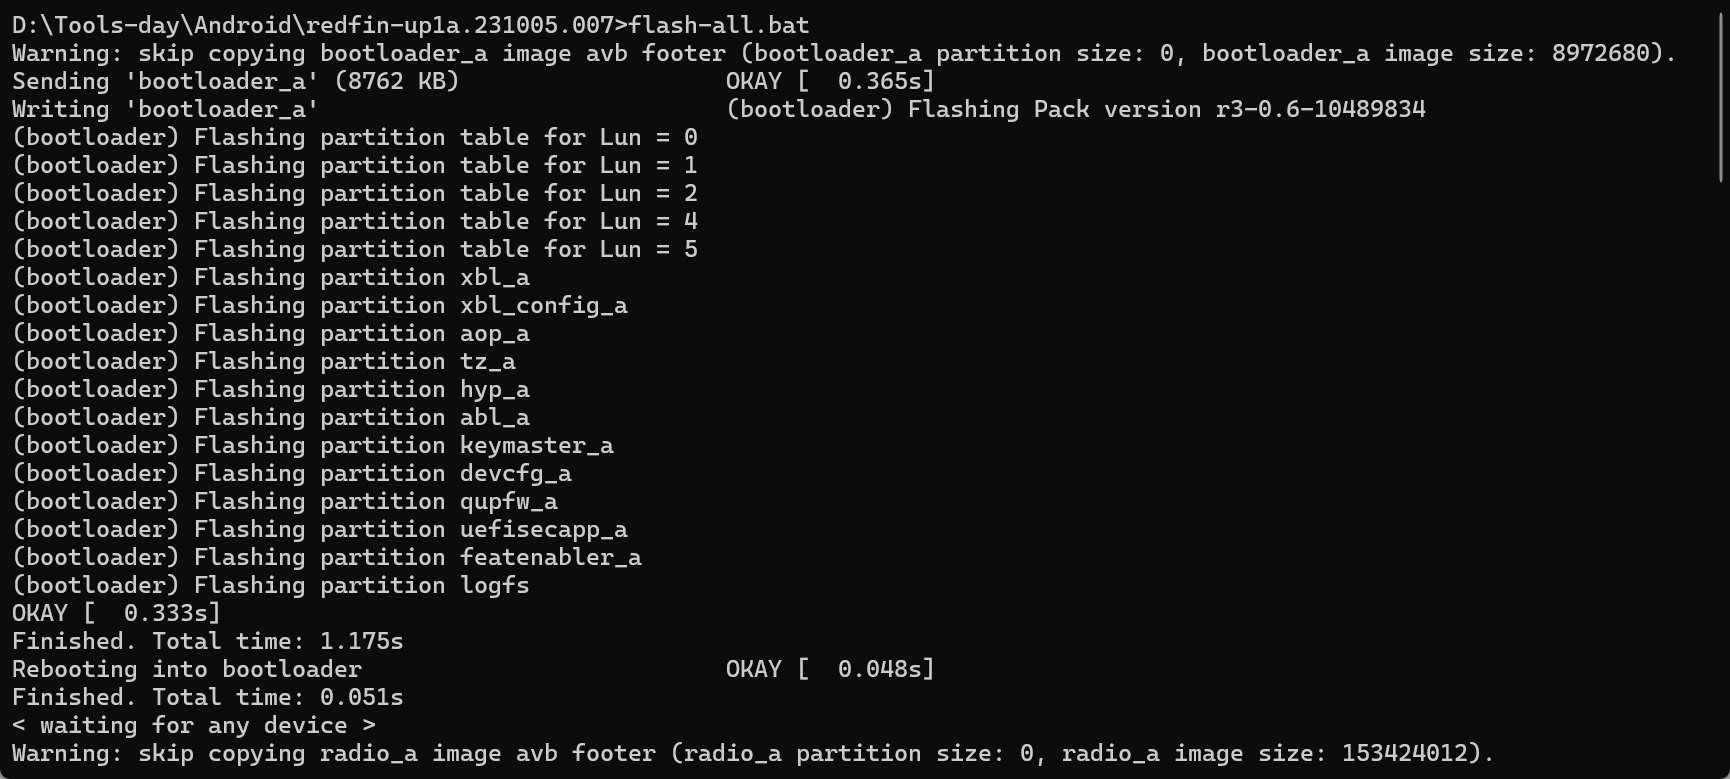 D:\Tools-day\Android\redfin-up1a.231005.007>flash-all.bat
Warning: skip copying bootloader_a image avb footer (bootloader_a partition size: 0, bootloader_a image size: 8972680).
Sending 'bootloader_a' (8762 KB)                   OKAY [  0.365s]
Writing 'bootloader_a'                             (bootloader) Flashing Pack version r3-0.6-10489834
(bootloader) Flashing partition table for Lun = 0
(bootloader) Flashing partition table for Lun = 1
(bootloader) Flashing partition table for Lun = 2
(bootloader) Flashing partition table for Lun = 4
(bootloader) Flashing partition table for Lun = 5
(bootloader) Flashing partition xbl_a
(bootloader) Flashing partition xbl_config_a
(bootloader) Flashing partition aop_a
(bootloader) Flashing partition tz_a
(bootloader) Flashing partition hyp_a
(bootloader) Flashing partition abl_a
(bootloader) Flashing partition keymaster_a
(bootloader) Flashing partition devcfg_a
(bootloader) Flashing partition qupfw_a
(bootloader) Flashing partition uefisecapp_a
(bootloader) Flashing partition featenabler_a
(bootloader) Flashing partition logfs
OKAY [  0.333s]
Finished. Total time: 1.175s
Rebooting into bootloader                          OKAY [  0.048s]
Finished. Total time: 0.051s
< waiting for any device >
Warning: skip copying radio_a image avb footer (radio_a partition size: 0, radio_a image size: 153424012).